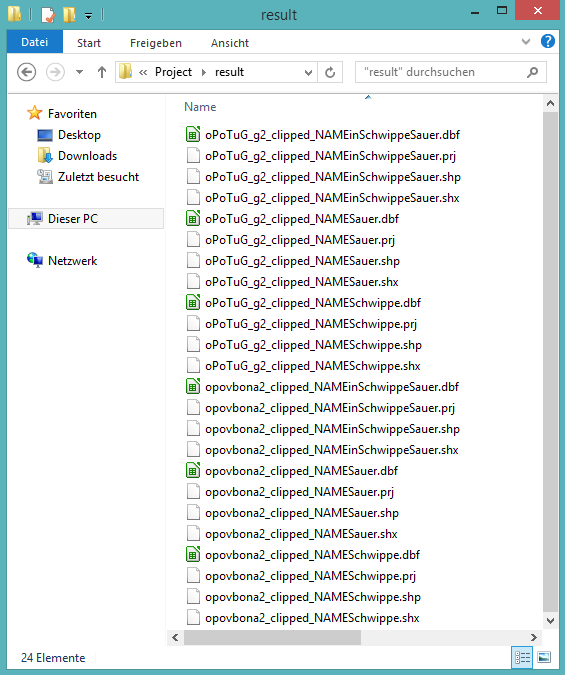 result
Datei Start Freigeben Ansicht
« Project result "result" durchsuchen
Name
Favoriten
Desktop
Downloads
Zuletzt besucht
Dieser PC
Netzwerk
oPoTuG_g2_clipped_NAMEinSchwippeSauer.dbf
oPoTuG_g2_clipped_NAMEinSchwippeSauer.prj
oPoTuG_g2_clipped_NAMEinSchwippeSauer.shp
oPoTuG_g2_clipped_NAMEinSchwippeSauer.shx
oPoTuG_g2_clipped_NAMESauer.dbf
oPoTuG_g2_clipped_NAMESauer.prj
oPoTuG_g2_clipped_NAMESauer.shp
oPoTuG_g2_clipped_NAMESauer.shx
oPoTuG_g2_clipped_NAMESchwippe.dbf
oPoTuG_g2_clipped_NAMESchwippe.prj
oPoTuG_g2_clipped_NAMESchwippe.shp
oPoTuG_g2_clipped_NAMESchwippe.shx
opovbona2_clipped_NAMEinSchwippeSauer.dbf
opovbona2_clipped_NAMEinSchwippeSauer.prj
opovbona2_clipped_NAMEinSchwippeSauer.shp
opovbona2_clipped_NAMEinSchwippeSauer.shx
opovbona2_clipped_NAMESauer.dbf
opovbona2_clipped_NAMESauer.prj
opovbona2_clipped_NAMESauer.shp
opovbona2_clipped_NAMESauer.shx
opovbona2_clipped_NAMESchwippe.dbf
opovbona2_clipped_NAMESchwippe.prj
opovbona2_clipped_NAMESchwippe.shp
opovbona2_clipped_NAMESchwippe.shx
24 Elemente